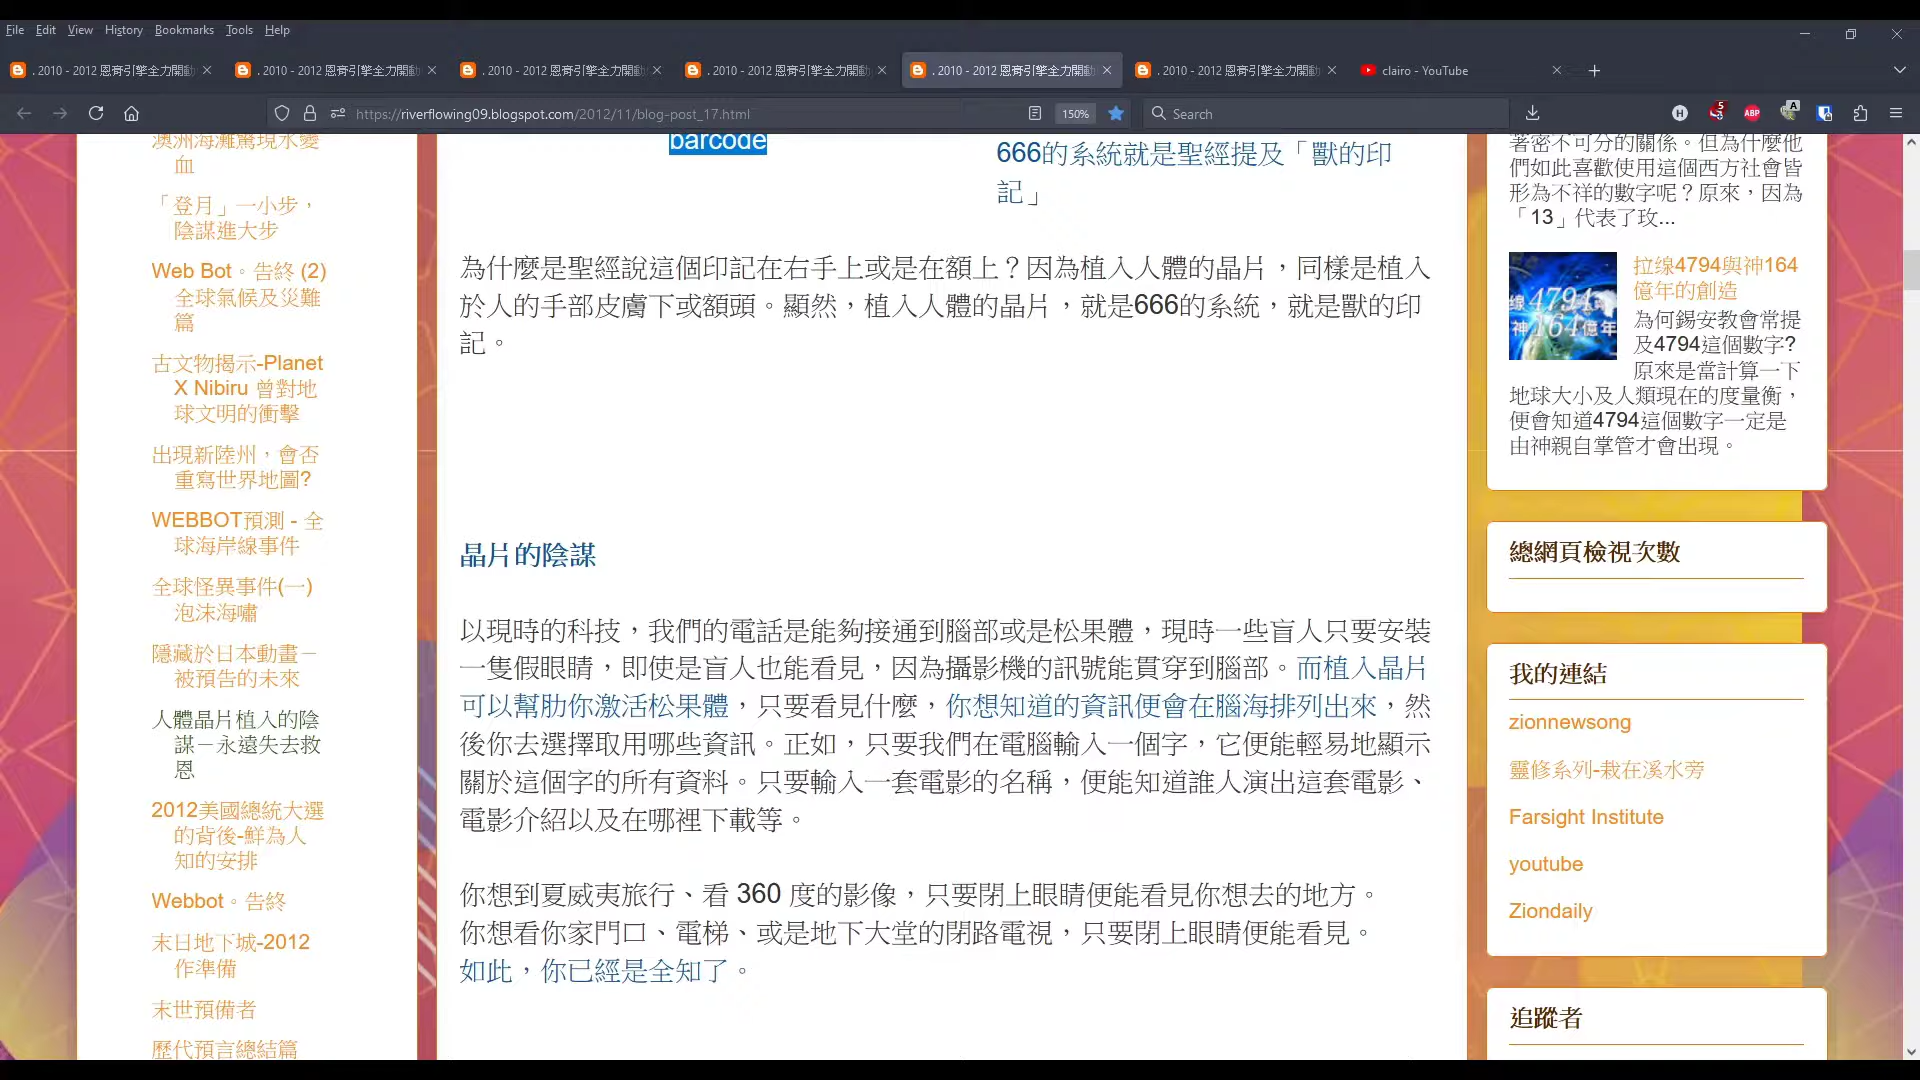 File Edit View History Bookmarks Tools Help
. 2010 - 2012 恩膏引擎全力開動
. 2010 - 2012 恩膏引擎全力開動
. 2010 - 2012 恩膏引擎全力開動
. 2010 - 2012 恩膏引擎全力開動
. 2010 - 2012 恩膏引擎全力開動
. 2010 - 2012 恩膏引擎全力開動
clairo - YouTube
https://riverflowing09.blogspot.com/2012/11/blog-post_17.html
150%
Search
5
ABP
A
澳洲海灘驚現水變
血
「登月」一小步，
陰謀進大步
Web Bot。告終 (2)
全球氣候及災難
篇
古文物揭示-Planet
X Nibiru 曾對地
球文明的衝擊
出現新陸州，會否
重寫世界地圖?
WEBBOT預測 - 全
球海岸線事件
全球怪異事件(一)
泡沫海嘯
隱藏於日本動畫－
被預告的未來
人體晶片植入的陰
謀－永遠失去救
恩
2012美國總統大選
的背後-鮮為人
知的安排
Webbot。告終
末日地下城-2012
作準備
末世預備者
歷代預言總結篇
barcode
666的系統就是聖經提及「獸的印
記」
為什麼是聖經說這個印記在右手上或是在額上？因為植入人體的晶片，同樣是植入
於人的手部皮膚下或額頭。顯然，植入人體的晶片，就是666的系統，就是獸的印
記。
晶片的陰謀
以現時的科技，我們的電話是能夠接通到腦部或是松果體，現時一些盲人只要安裝
一隻假眼睛，即使是盲人也能看見，因為攝影機的訊號能貫穿到腦部。而植入晶片
可以幫助你激活松果體，只要看見什麼，你想知道的資訊便會在腦海排列出來，然
後你去選擇取用哪些資訊。正如，只要我們在電腦輸入一個字，它便能輕易地顯示
關於這個字的所有資料。只要輸入一套電影的名稱，便能知道誰人演出這套電影、
電影介紹以及在哪裡下載等。
你想到夏威夷旅行、看 360 度的影像，只要閉上眼睛便能看見你想去的地方。
你想看你家門口、電梯、或是地下大堂的閉路電視，只要閉上眼睛便能看見。
如此，你已經是全知了。
著密不可分的關係。但為什麼他
們如此喜歡使用這個西方社會皆
形為不祥的數字呢？原來，因為
「13」代表了玫...
线 4794與
神164億年
拉线4794與神164
億年的創造
為何錫安教會常提
及4794這個數字?
原來是當計算一下
地球大小及人類現在的度量衡，
便會知道4794這個數字一定是
由神親自掌管才會出現。
總網頁檢視次數
我的連結
zionnewsong
靈修系列-栽在溪水旁
Farsight Institute
youtube
Ziondaily
追蹤者